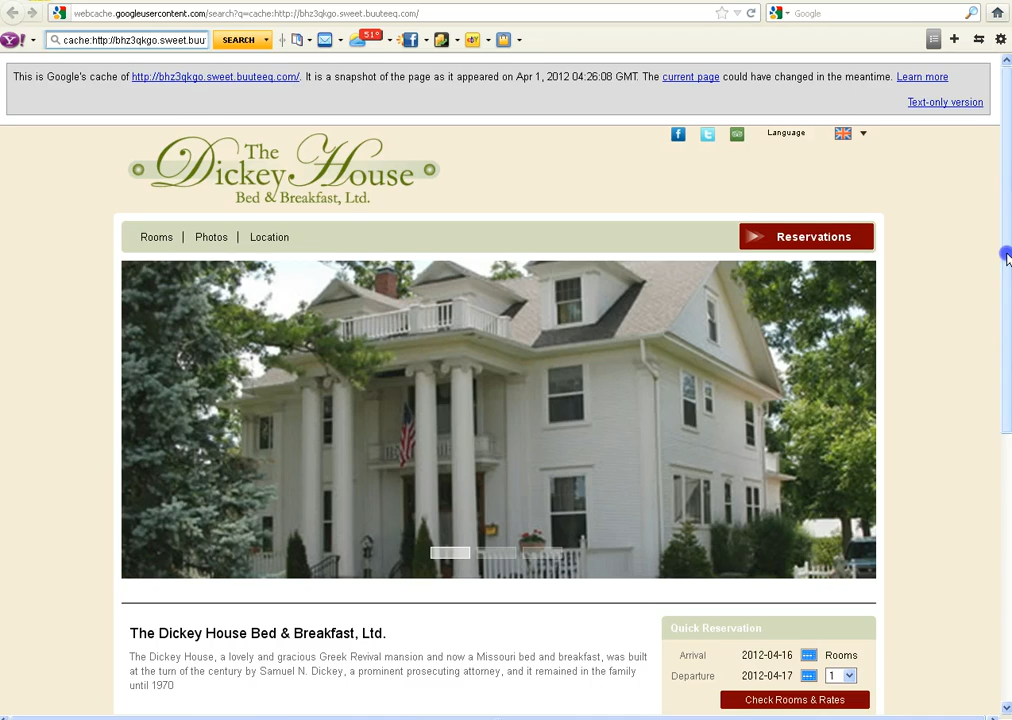 webcache.googleusercontent.com/search?q=cache:http://bhz3qkgo.sweet.buuteeq.com/
Google
cache:http://bhz3qkgo.sweet.buu
SEARCH
51°
This is Google's cache of http://bhz3qkgo.sweet.buuteeq.com/. It is a snapshot of the page as it appeared on Apr 1, 2012 04:26:08 GMT. The current page could have changed in the meantime. Learn more
Text-only version
The
Dickey House
Bed & Breakfast, Ltd.
Language
Rooms | Photos | Location
Reservations
The Dickey House Bed & Breakfast, Ltd.
The Dickey House, a lovely and gracious Greek Revival mansion and now a Missouri bed and breakfast, was built
at the turn of the century by Samuel N. Dickey, a prominent prosecuting attorney, and it remained in the family
until 1970
Quick Reservation
Arrival 2012-04-16 Rooms
Departure 2012-04-17 1
Check Rooms & Rates